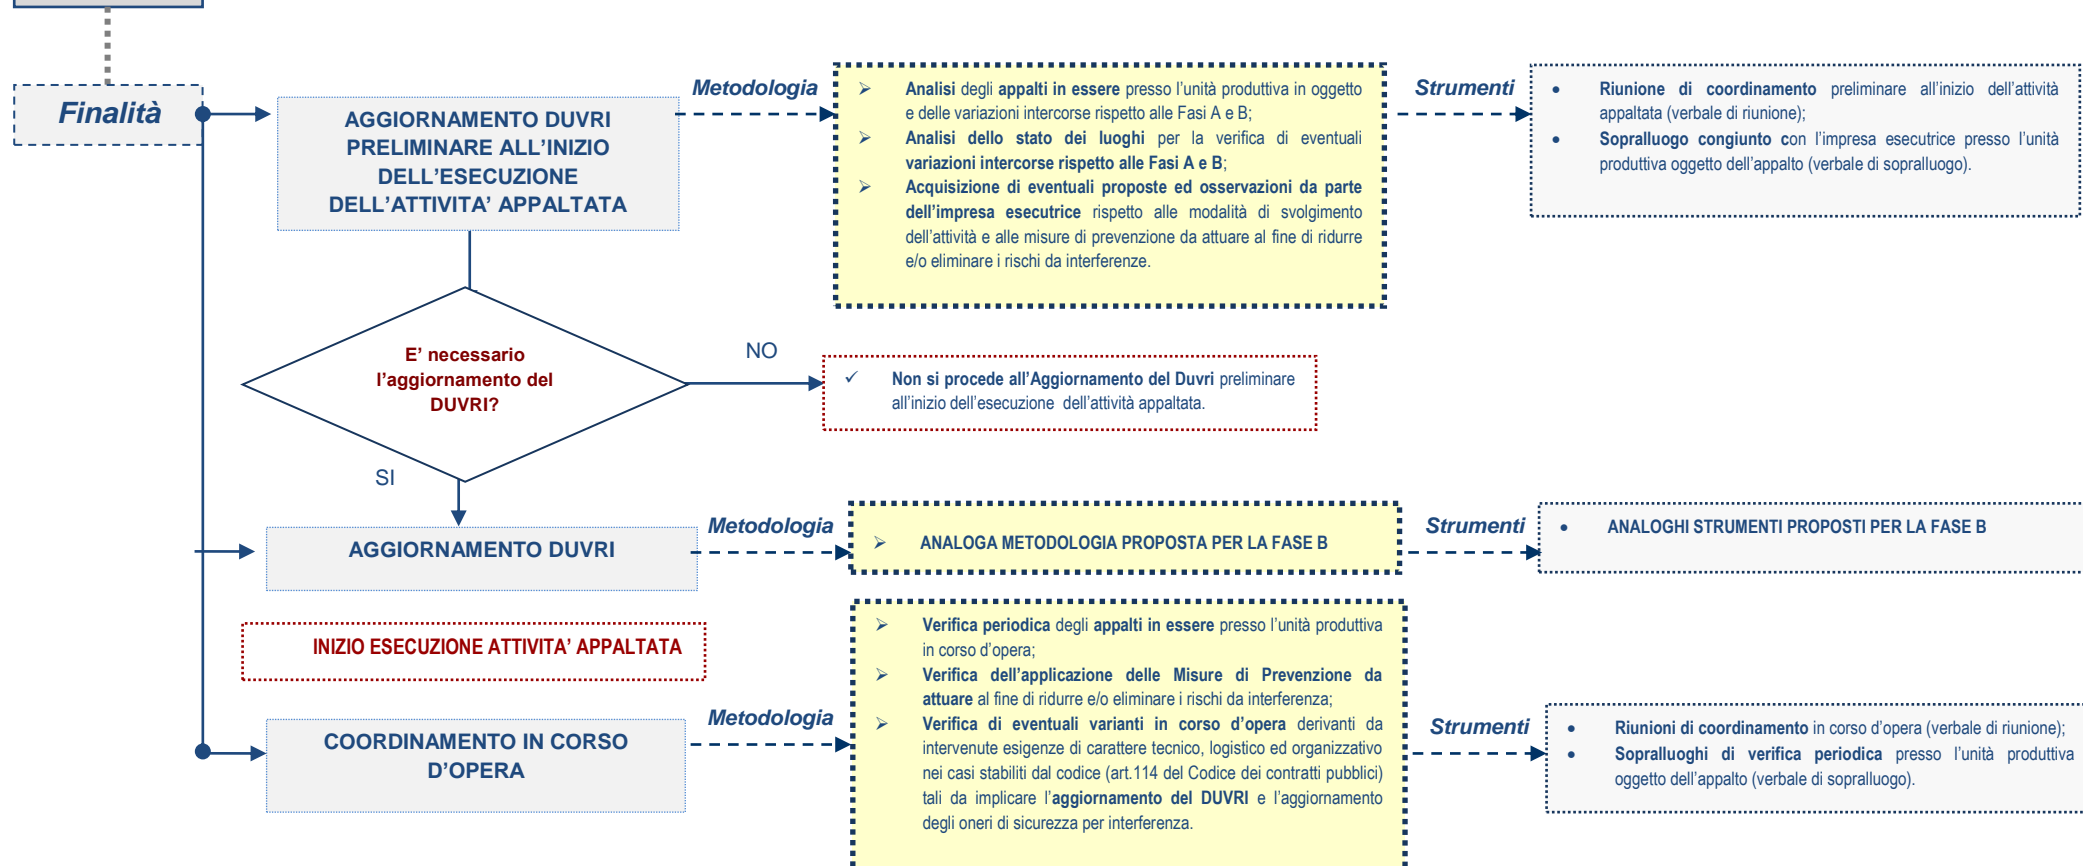 Finalità
AGGIORNAMENTO DUVRI
PRELIMINARE ALL’INIZIO
DELL’ESECUZIONE
DELL’ATTIVITA’ APPALTATA
Metodologia
➢ Analisi degli appalti in essere presso l’unità produttiva in oggetto
e delle variazioni intercorse rispetto alle Fasi A e B;
➢ Analisi dello stato dei luoghi per la verifica di eventuali
variazioni intercorse rispetto alle Fasi A e B;
➢ Acquisizione di eventuali proposte ed osservazioni da parte
dell’impresa esecutrice rispetto alle modalità di svolgimento
dell’attività e alle misure di prevenzione da attuare al fine di ridurre
e/o eliminare i rischi da interferenze.
Strumenti
• Riunione di coordinamento preliminare all’inizio dell’attività
appaltata (verbale di riunione);
• Sopralluogo congiunto con l’impresa esecutrice presso l’unità
produttiva oggetto dell’appalto (verbale di sopralluogo).
E’ necessario
l’aggiornamento del
DUVRI?
NO
✓ Non si procede all’Aggiornamento del Duvri preliminare
all’inizio dell’esecuzione dell’attività appaltata.
SI
AGGIORNAMENTO DUVRI
Metodologia
➢ ANALOGA METODOLOGIA PROPOSTA PER LA FASE B
Strumenti
• ANALOGHI STRUMENTI PROPOSTI PER LA FASE B
INIZIO ESECUZIONE ATTIVITA’ APPALTATA
COORDINAMENTO IN CORSO
D’OPERA
Metodologia
➢ Verifica periodica degli appalti in essere presso l’unità produttiva
in corso d’opera;
➢ Verifica dell’applicazione delle Misure di Prevenzione da
attuare al fine di ridurre e/o eliminare i rischi da interferenza;
➢ Verifica di eventuali varianti in corso d’opera derivanti da
intervenute esigenze di carattere tecnico, logistico ed organizzativo
nei casi stabiliti dal codice (art.114 del Codice dei contratti pubblici)
tali da implicare l’aggiornamento del DUVRI e l’aggiornamento
degli oneri di sicurezza per interferenza.
Strumenti
• Riunioni di coordinamento in corso d’opera (verbale di riunione);
• Sopralluoghi di verifica periodica presso l’unità produttiva
oggetto dell’appalto (verbale di sopralluogo).